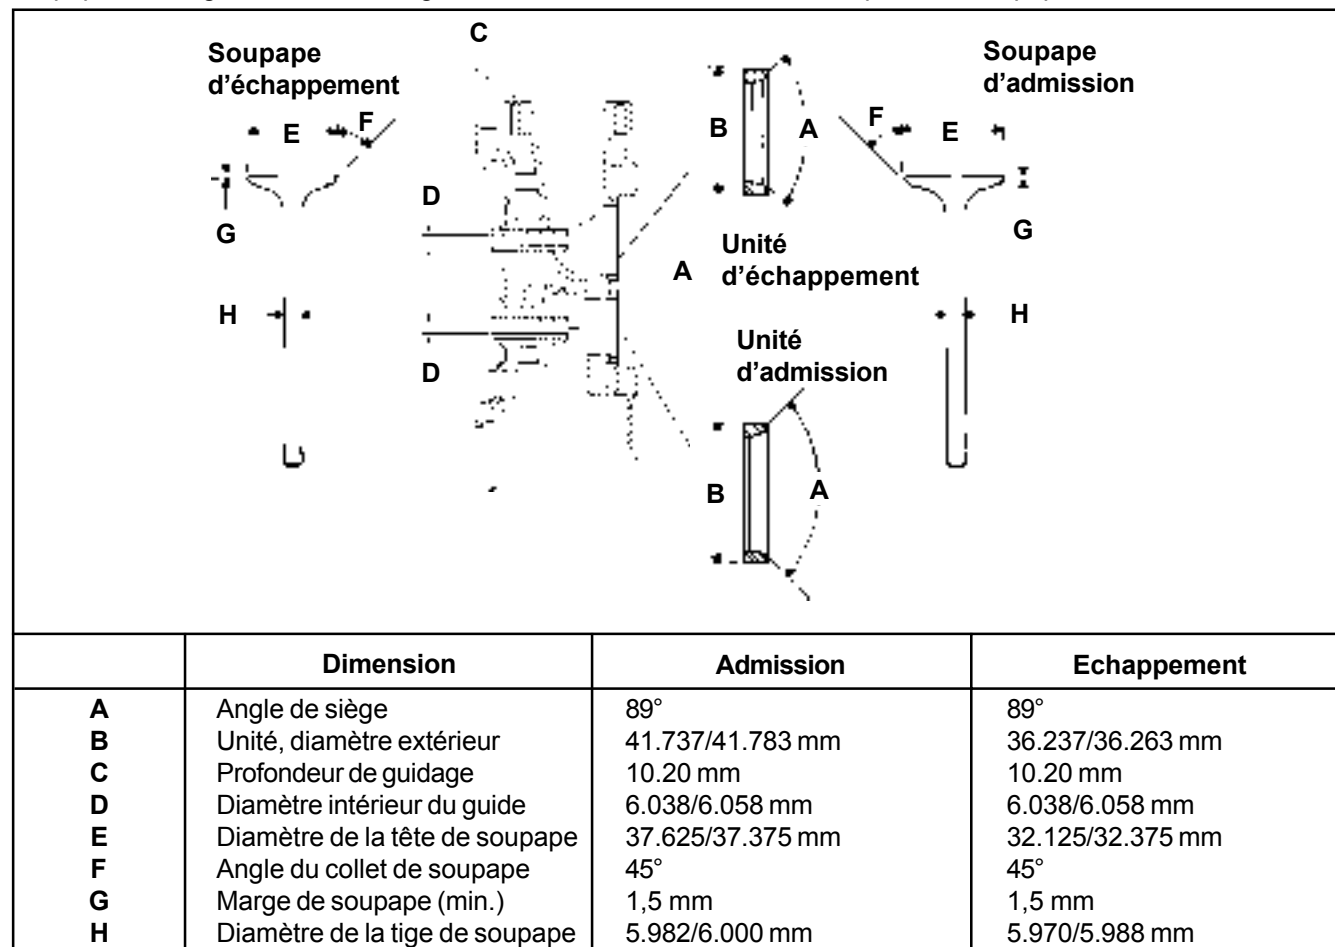 C
Soupape
d'échappement
Soupape
d'admission
E
F
B
A
F
E
D
G
G
Unité
d'échappement
A
H
H
Unité
d'admission
D
B
A
Dimension Admission Echappement
A Angle de siège 89° 89°
B Unité, diamètre extérieur 41.737/41.783 mm 36.237/36.263 mm
C Profondeur de guidage 10.20 mm 10.20 mm
D Diamètre intérieur du guide 6.038/6.058 mm 6.038/6.058 mm
E Diamètre de la tête de soupape 37.625/37.375 mm 32.125/32.375 mm
F Angle du collet de soupape 45° 45°
G Marge de soupape (min.) 1,5 mm 1,5 mm
H Diamètre de la tige de soupape 5.982/6.000 mm 5.970/5.988 mm